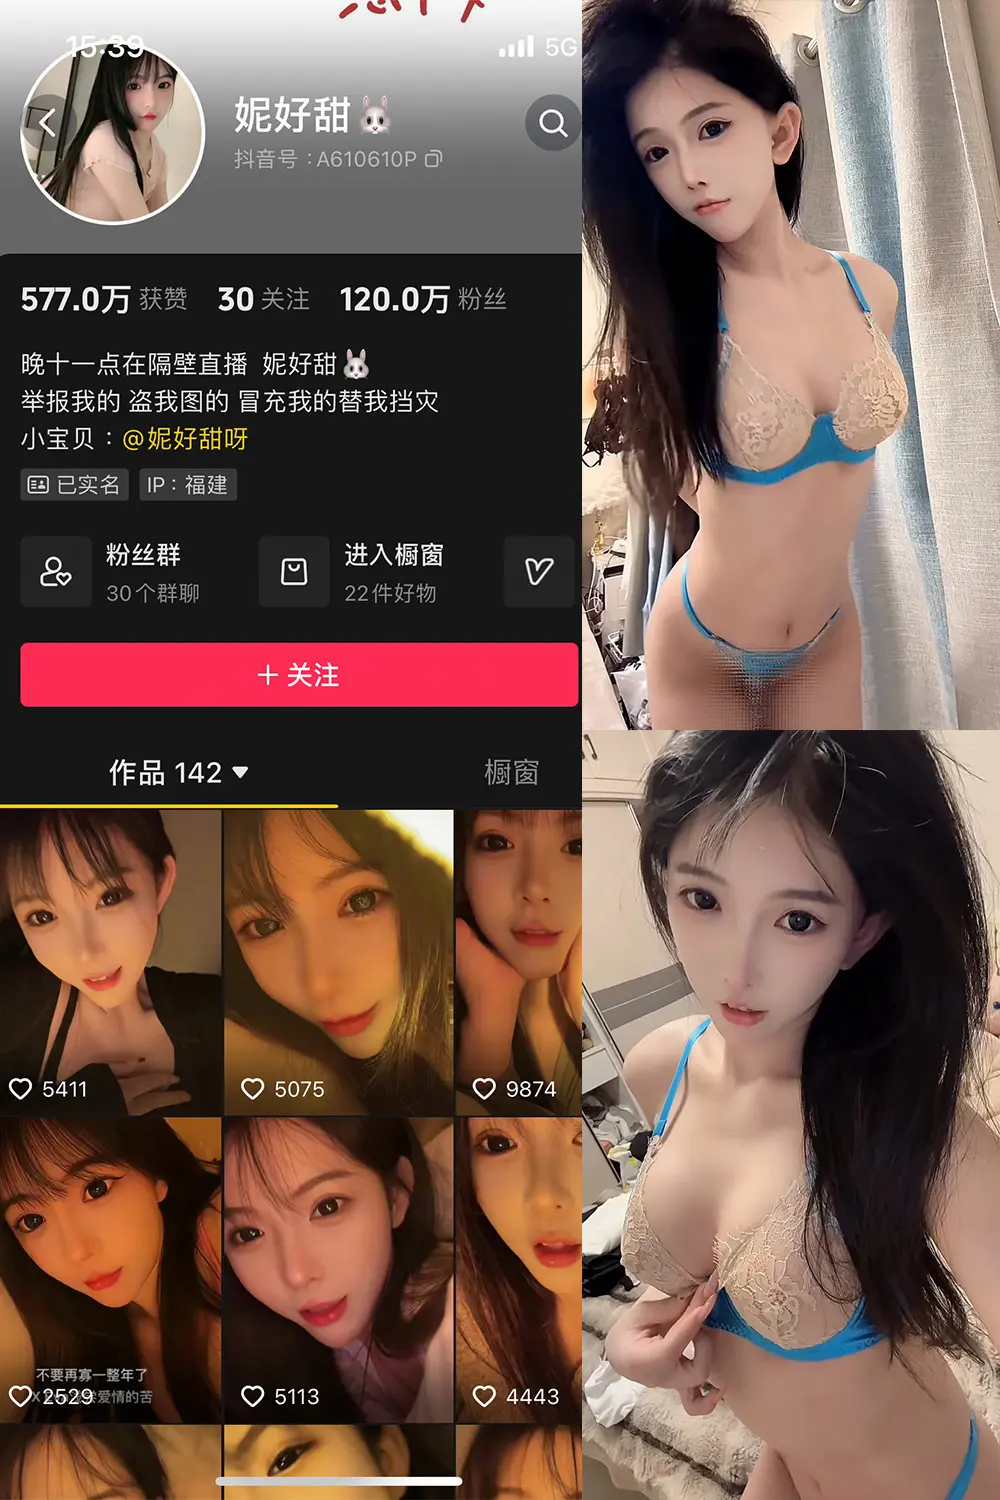 15:39
5G
妮好甜🐰
抖音号：A610610P
577.0万 获赞 30 关注 120.0万 粉丝
晚十一点在隔壁直播 妮好甜🐰
举报我的 盗我图的 冒充我的替我挡灾
小宝贝：@妮好甜呀
已实名 IP：福建
粉丝群
30个群聊
进入橱窗
22件好物
+ 关注
作品 142
橱窗
5411
5075
9874
不要再寡一整年了
2529
爱情的苦
5113
4443